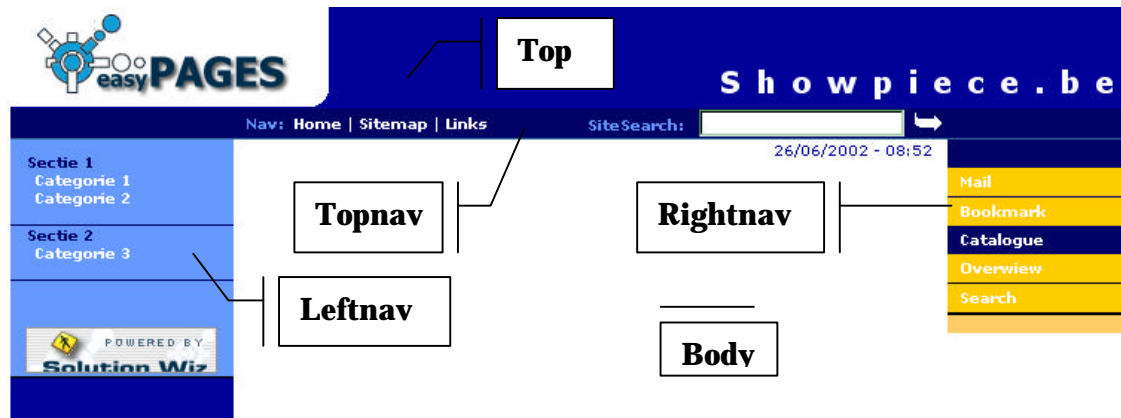 easyPAGES
Top
Showpiece.be
Nav: Home | Sitemap | Links
SiteSearch:
26/06/2002 - 08:52
Sectie 1
Categorie 1
Categorie 2
Sectie 2
Categorie 3
Topnav
Rightnav
Leftnav
Body
Mail
Bookmark
Catalogue
Overwiew
Search
POWERED BY
Solution Wiz